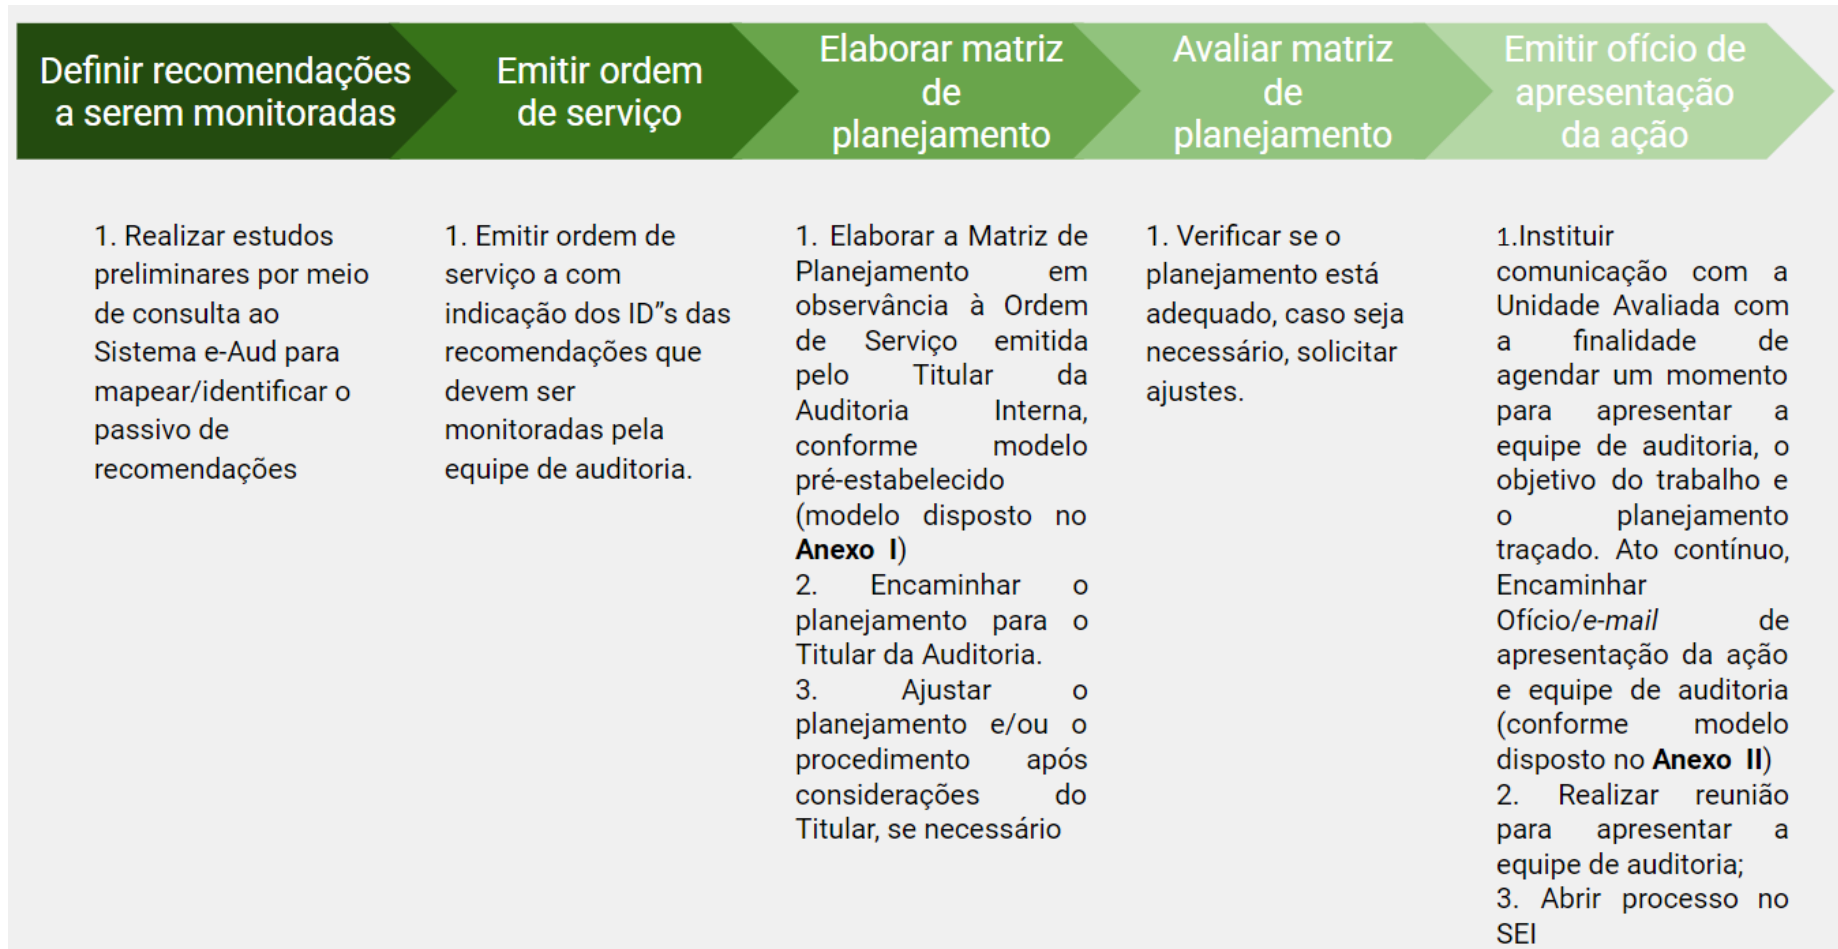 Definir recomendações
a serem monitoradas
Emitir ordem
de serviço
Elaborar matriz
de
planejamento
Avaliar matriz
de
planejamento
Emitir ofício de
apresentação
da ação
1. Realizar estudos
preliminares por meio
de consulta ao
Sistema e-Aud para
mapear/identificar o
passivo de
recomendações
1. Emitir ordem de
serviço a com
indicação dos ID”s das
recomendações que
devem ser
monitoradas pela
equipe de auditoria.
1. Elaborar a Matriz de
Planejamento em
observância à Ordem
de Serviço emitida
pelo Titular da
Auditoria Interna,
conforme modelo
pré-estabelecido
(modelo disposto no
Anexo I)
2. Encaminhar o
planejamento para o
Titular da Auditoria.
3. Ajustar o
planejamento e/ou o
procedimento após
considerações do
Titular, se necessário
1. Verificar se o
planejamento está
adequado, caso seja
necessário, solicitar
ajustes.
1.Instituir
comunicação com a
Unidade Avaliada com
a finalidade de
agendar um momento
para apresentar a
equipe de auditoria, o
objetivo do trabalho e
o planejamento
traçado. Ato contínuo,
Encaminhar
Ofício/e-mail de
apresentação da ação
e equipe de auditoria
(conforme modelo
disposto no Anexo II)
2. Realizar reunião
para apresentar a
equipe de auditoria;
3. Abrir processo no
SEI